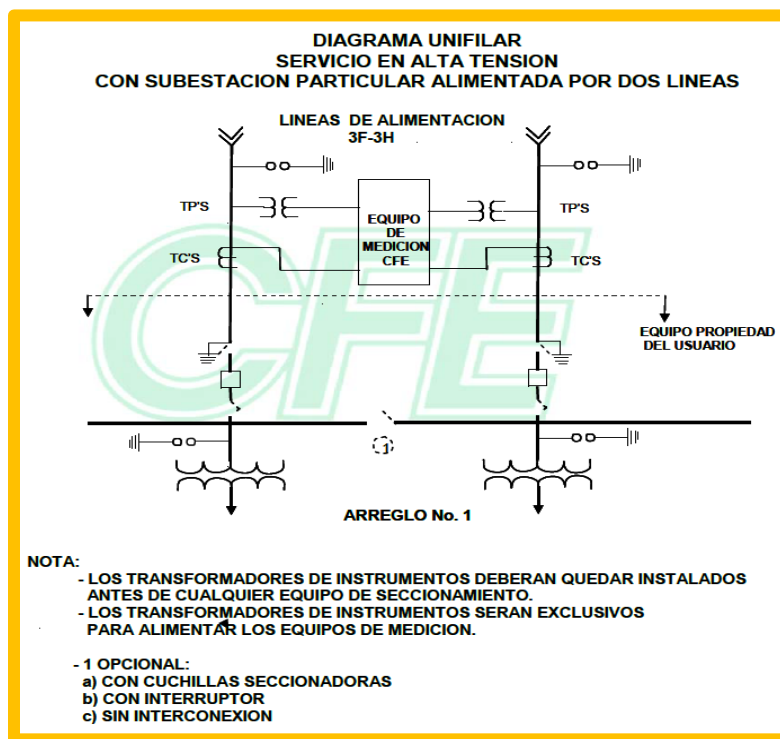 DIAGRAMA UNIFILAR
SERVICIO EN ALTA TENSION
CON SUBESTACION PARTICULAR ALIMENTADA POR DOS LINEAS
LINEAS DE ALIMENTACION
3F-3H
TP'S
EQUIPO
DE
MEDICION
CFE
TP'S
TC'S
TC'S
CFE
EQUIPO PROPIEDAD
DEL USUARIO
1
ARREGLO No. 1
NOTA:
- LOS TRANSFORMADORES DE INSTRUMENTOS DEBERAN QUEDAR INSTALADOS
ANTES DE CUALQUIER EQUIPO DE SECCIONAMIENTO.
- LOS TRANSFORMADORES DE INSTRUMENTOS SERAN EXCLUSIVOS
PARA ALIMENTAR LOS EQUIPOS DE MEDICION.
- 1 OPCIONAL:
a) CON CUCHILLAS SECCIONADORAS
b) CON INTERRUPTOR
c) SIN INTERCONEXION